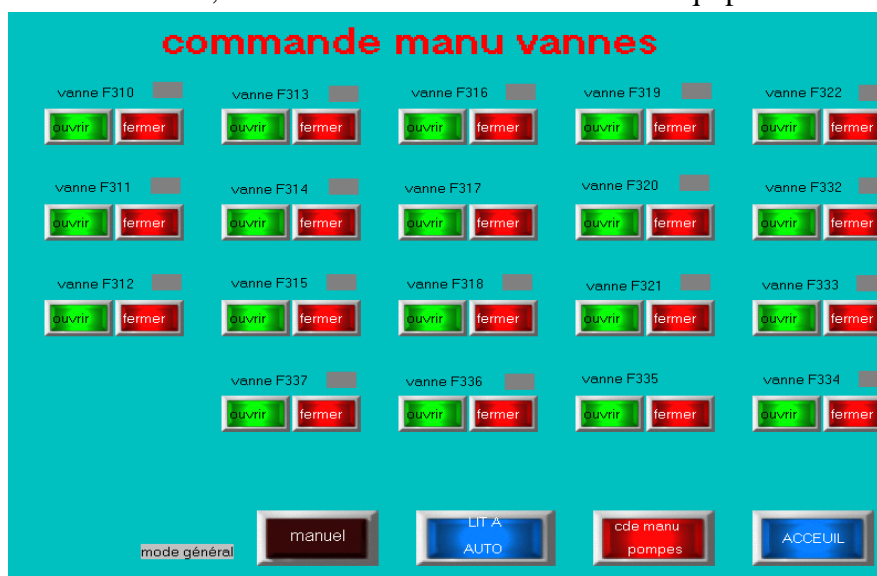 commande manu vannes
vanne F310 vanne F313 vanne F316 vanne F319 vanne F322
ouvrir fermer ouvrir fermer ouvrir fermer ouvrir fermer ouvrir fermer
vanne F311 vanne F314 vanne F317 vanne F320 vanne F332
ouvrir fermer ouvrir fermer ouvrir fermer ouvrir fermer ouvrir fermer
vanne F312 vanne F315 vanne F318 vanne F321 vanne F333
ouvrir fermer ouvrir fermer ouvrir fermer ouvrir fermer ouvrir fermer
vanne F337 vanne F336 vanne F335 vanne F334
ouvrir fermer ouvrir fermer ouvrir fermer ouvrir fermer
mode général manuel LIT A
AUTO cde manu
pompes ACCEUIL